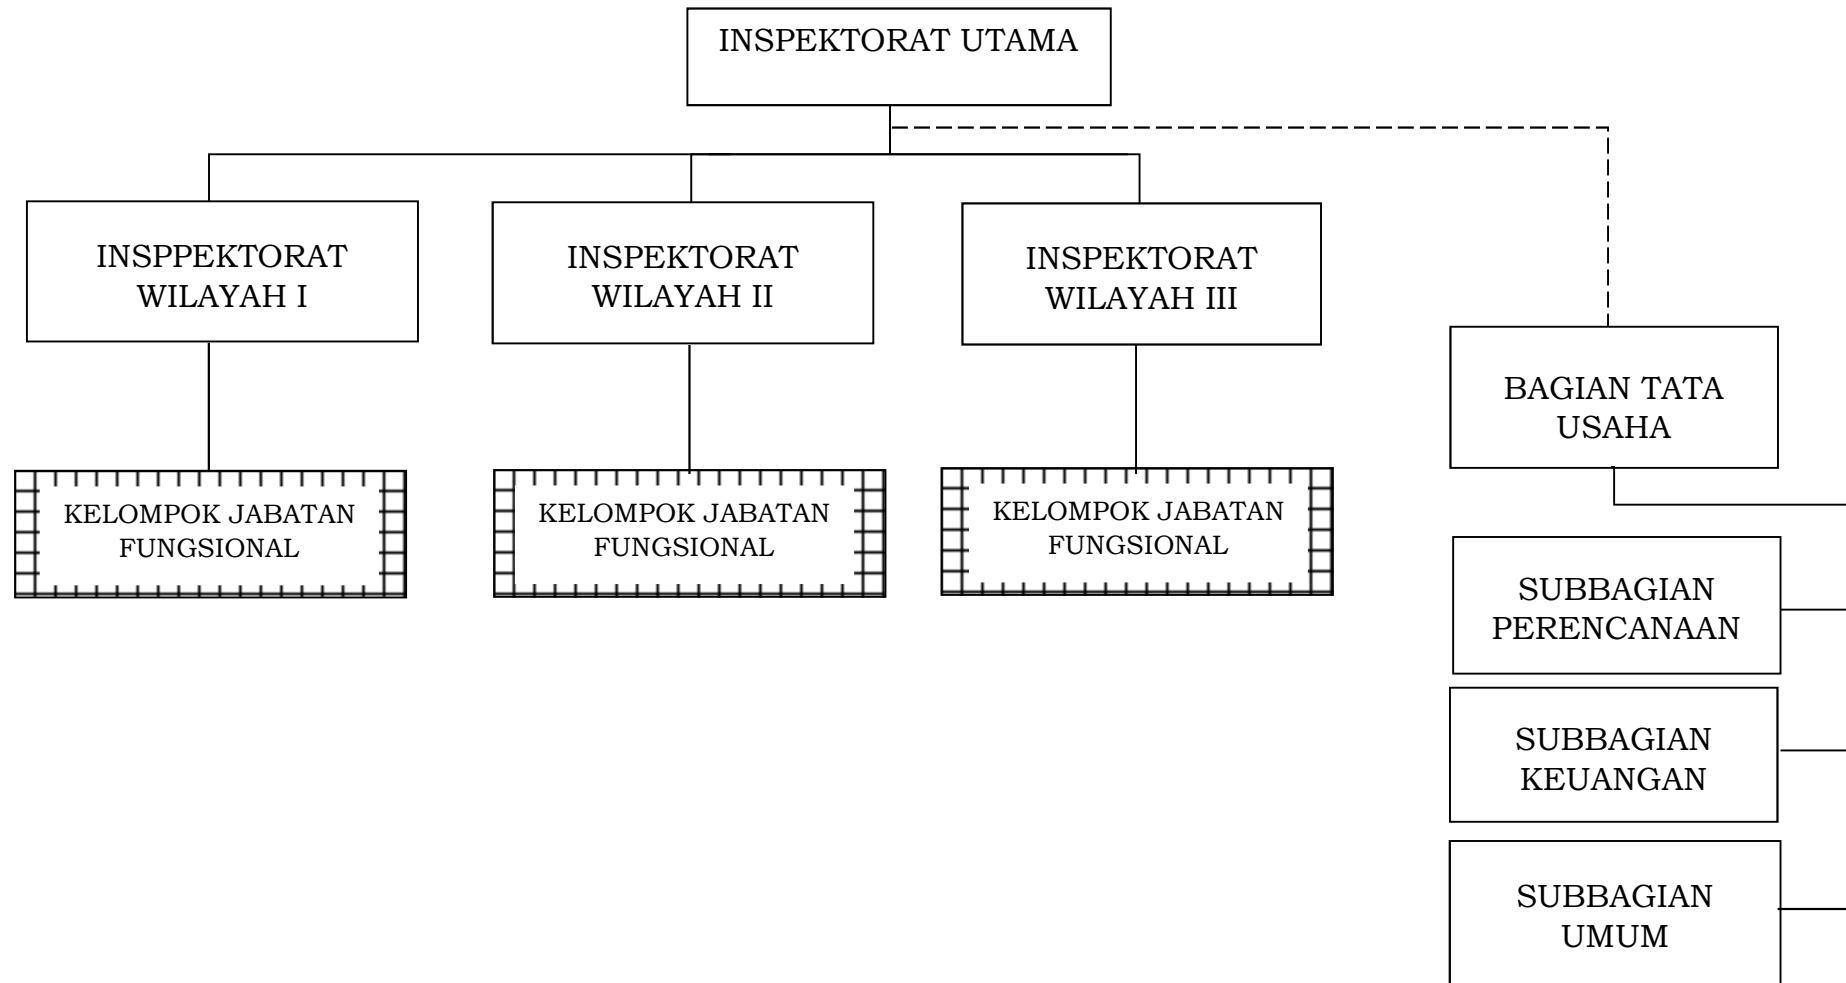 INSPEKTORAT UTAMA
INSPPEKTORAT
WILAYAH I
INSPEKTORAT
WILAYAH II
INSPEKTORAT
WILAYAH III
BAGIAN TATA
USAHA
KELOMPOK JABATAN
FUNGSIONAL
KELOMPOK JABATAN
FUNGSIONAL
KELOMPOK JABATAN
FUNGSIONAL
SUBBAGIAN
PERENCANAAN
SUBBAGIAN
KEUANGAN
SUBBAGIAN
UMUM